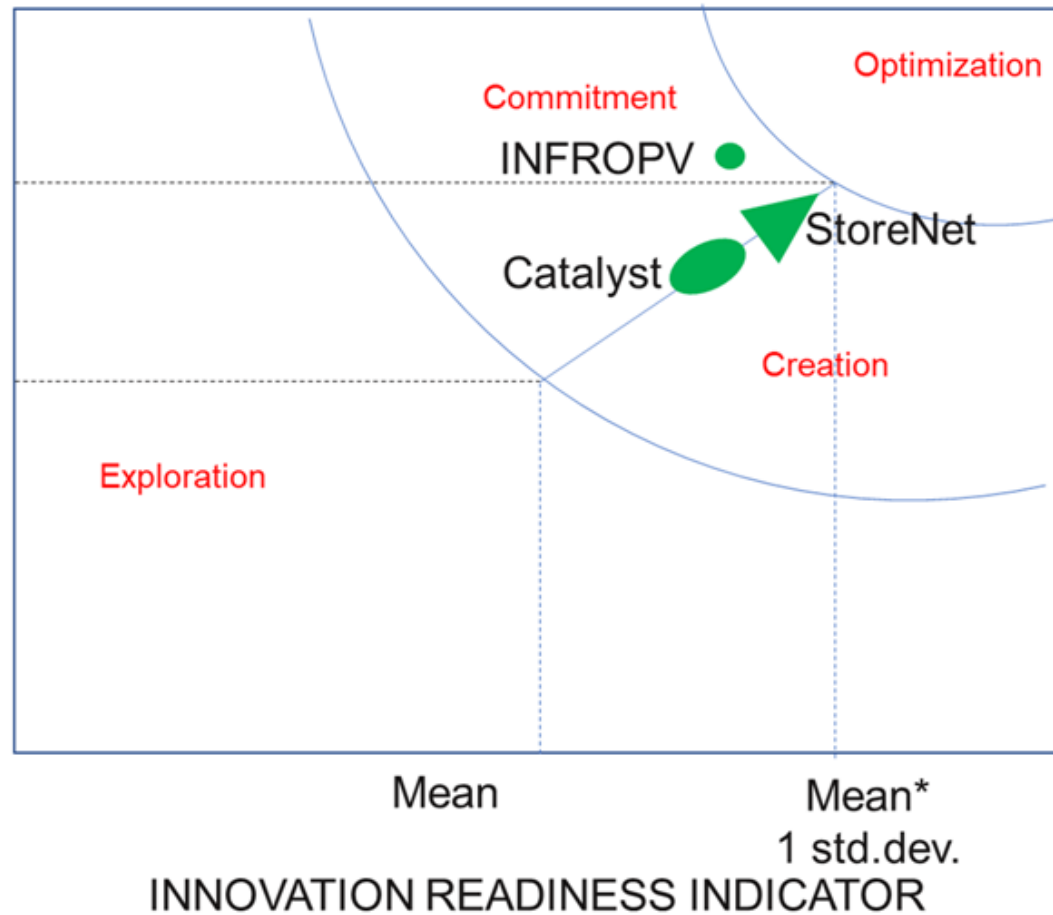 Optimization
Commitment
INFROPV
StoreNet
Catalyst
Creation
Exploration
Mean
Mean*
1 std.dev.
INNOVATION READINESS INDICATOR